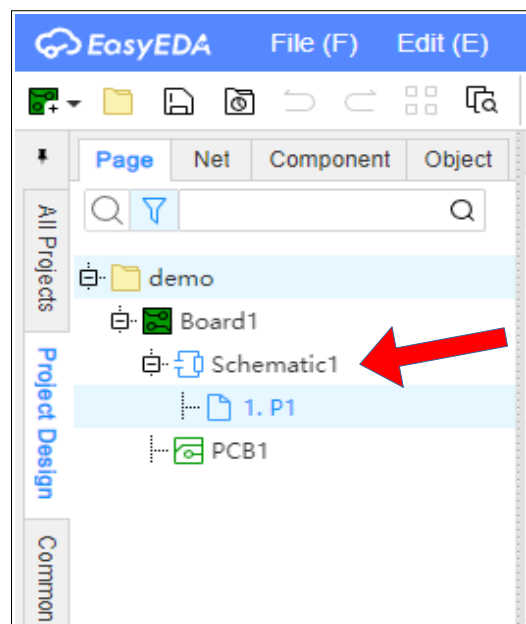 EasyEDA File (F) Edit (E)
Page Net Component Object
All Projects
Project Design
Common
demo
Board1
Schematic1
1. P1
PCB1